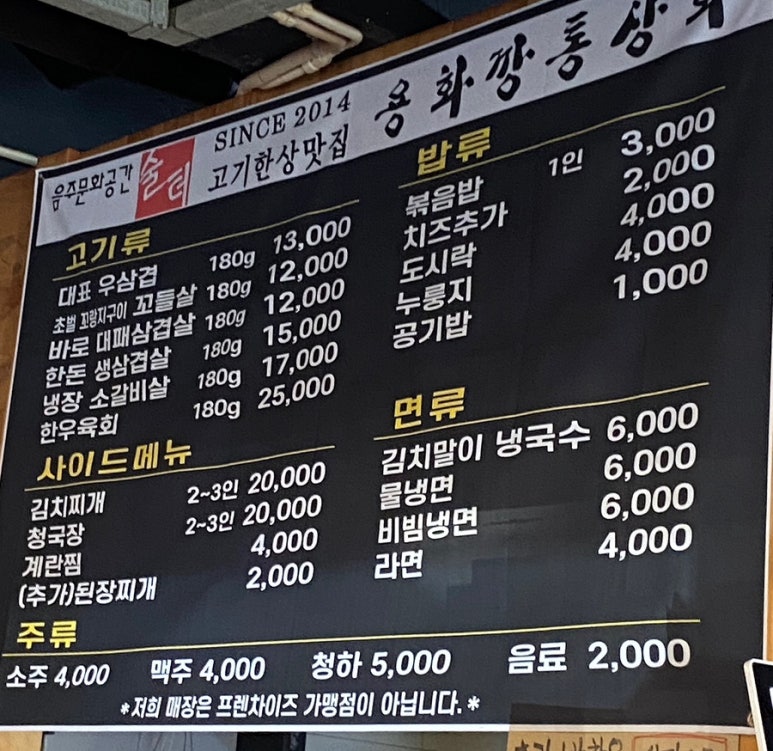 음주문화공간 술터 SINCE 2014 고기한상맛집 용화깡통상회
고기류
대표 우삼겹 180g 13,000
초벌 꼬랑지구이 꼬들살 180g 12,000
바로 대패삼겹살 180g 12,000
한돈 생삼겹살 180g 15,000
냉장 소갈비살 180g 17,000
한우육회 180g 25,000
사이드메뉴
김치찌개 2~3인 20,000
청국장 2~3인 20,000
계란찜 4,000
(추가)된장찌개 2,000
밥류
볶음밥 1인 3,000
치즈추가 2,000
도시락 4,000
누룽지 4,000
공기밥 1,000
면류
김치말이 냉국수 6,000
물냉면 6,000
비빔냉면 6,000
라면 4,000
주류
소주 4,000 맥주 4,000 청하 5,000 음료 2,000
*저희 매장은 프렌차이즈 가맹점이 아닙니다.*